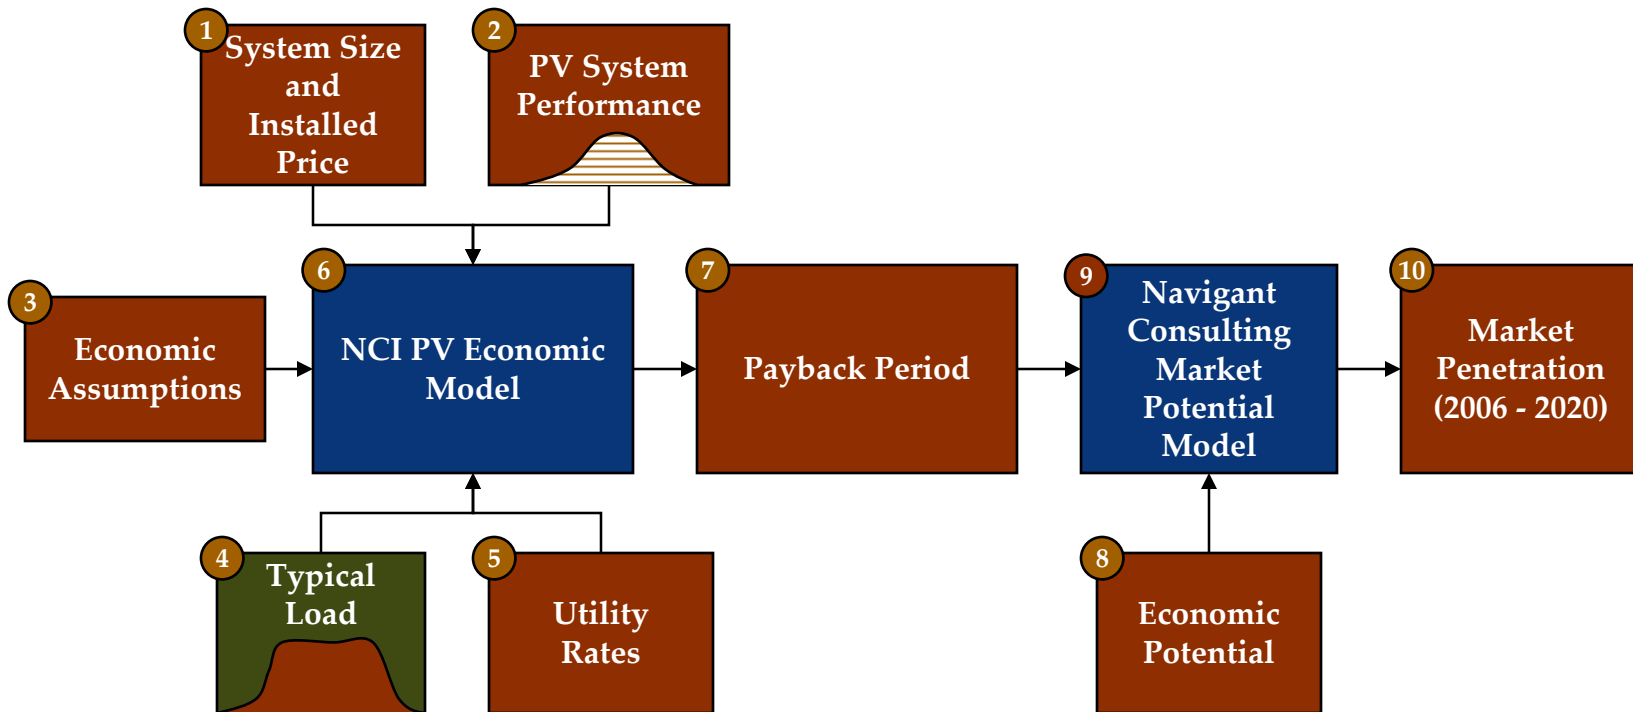 1
System Size
and
Installed
Price
2
PV System
Performance
3
Economic
Assumptions
6
NCI PV Economic
Model
7
Payback Period
9
Navigant
Consulting
Market
Potential
Model
10
Market
Penetration
(2006 - 2020)
4
Typical
Load
5
Utility
Rates
8
Economic
Potential